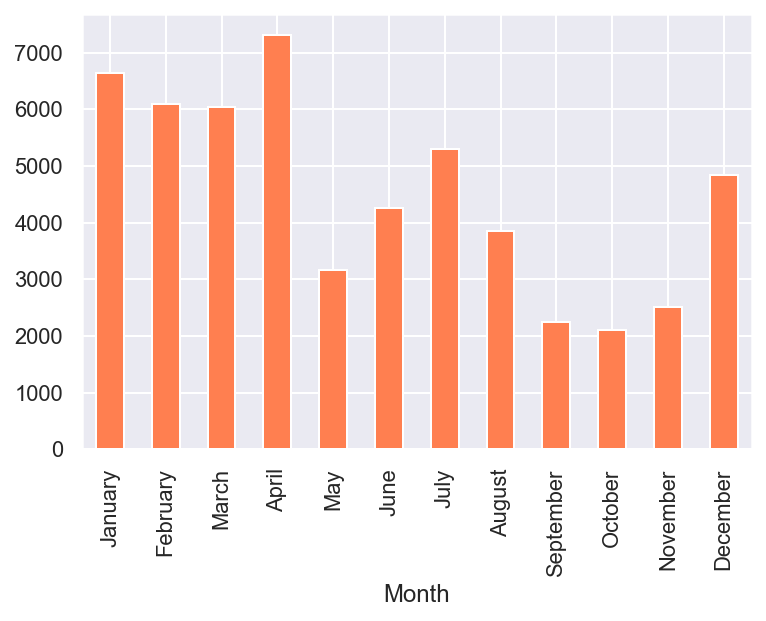 7000
6000
5000
4000
3000
2000
1000
0
January
February
March
April
May
June
July
August
September
October
November
December
Month